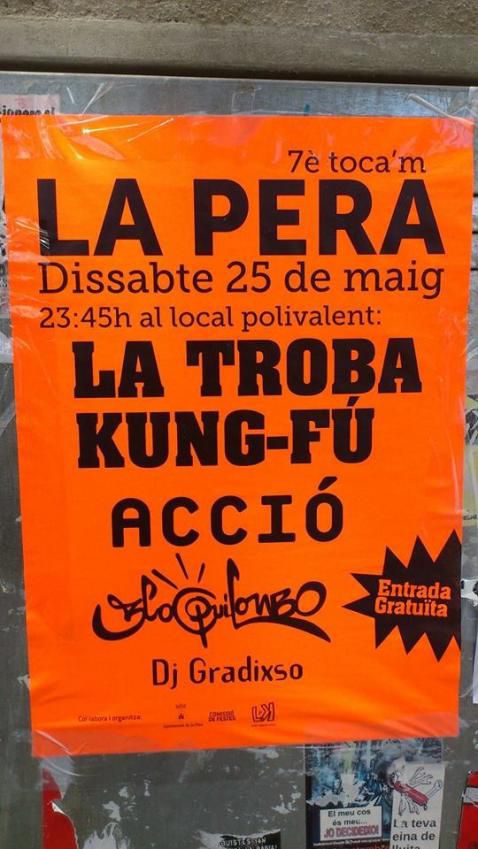 7è toca'm
LA PERA
Dissabte 25 de maig
23:45h al local polivalent:
LA TROBA
KUNG-FÚ
ACCIÓ
BloQuilombo
Entrada
Gratuïta
Dj Gradixso
Col·labora i organitza:
COMISSIÓ
DE FESTES
El meu cos
és meu...
JO DECIDEIXO!
La teva
eina de
lluita